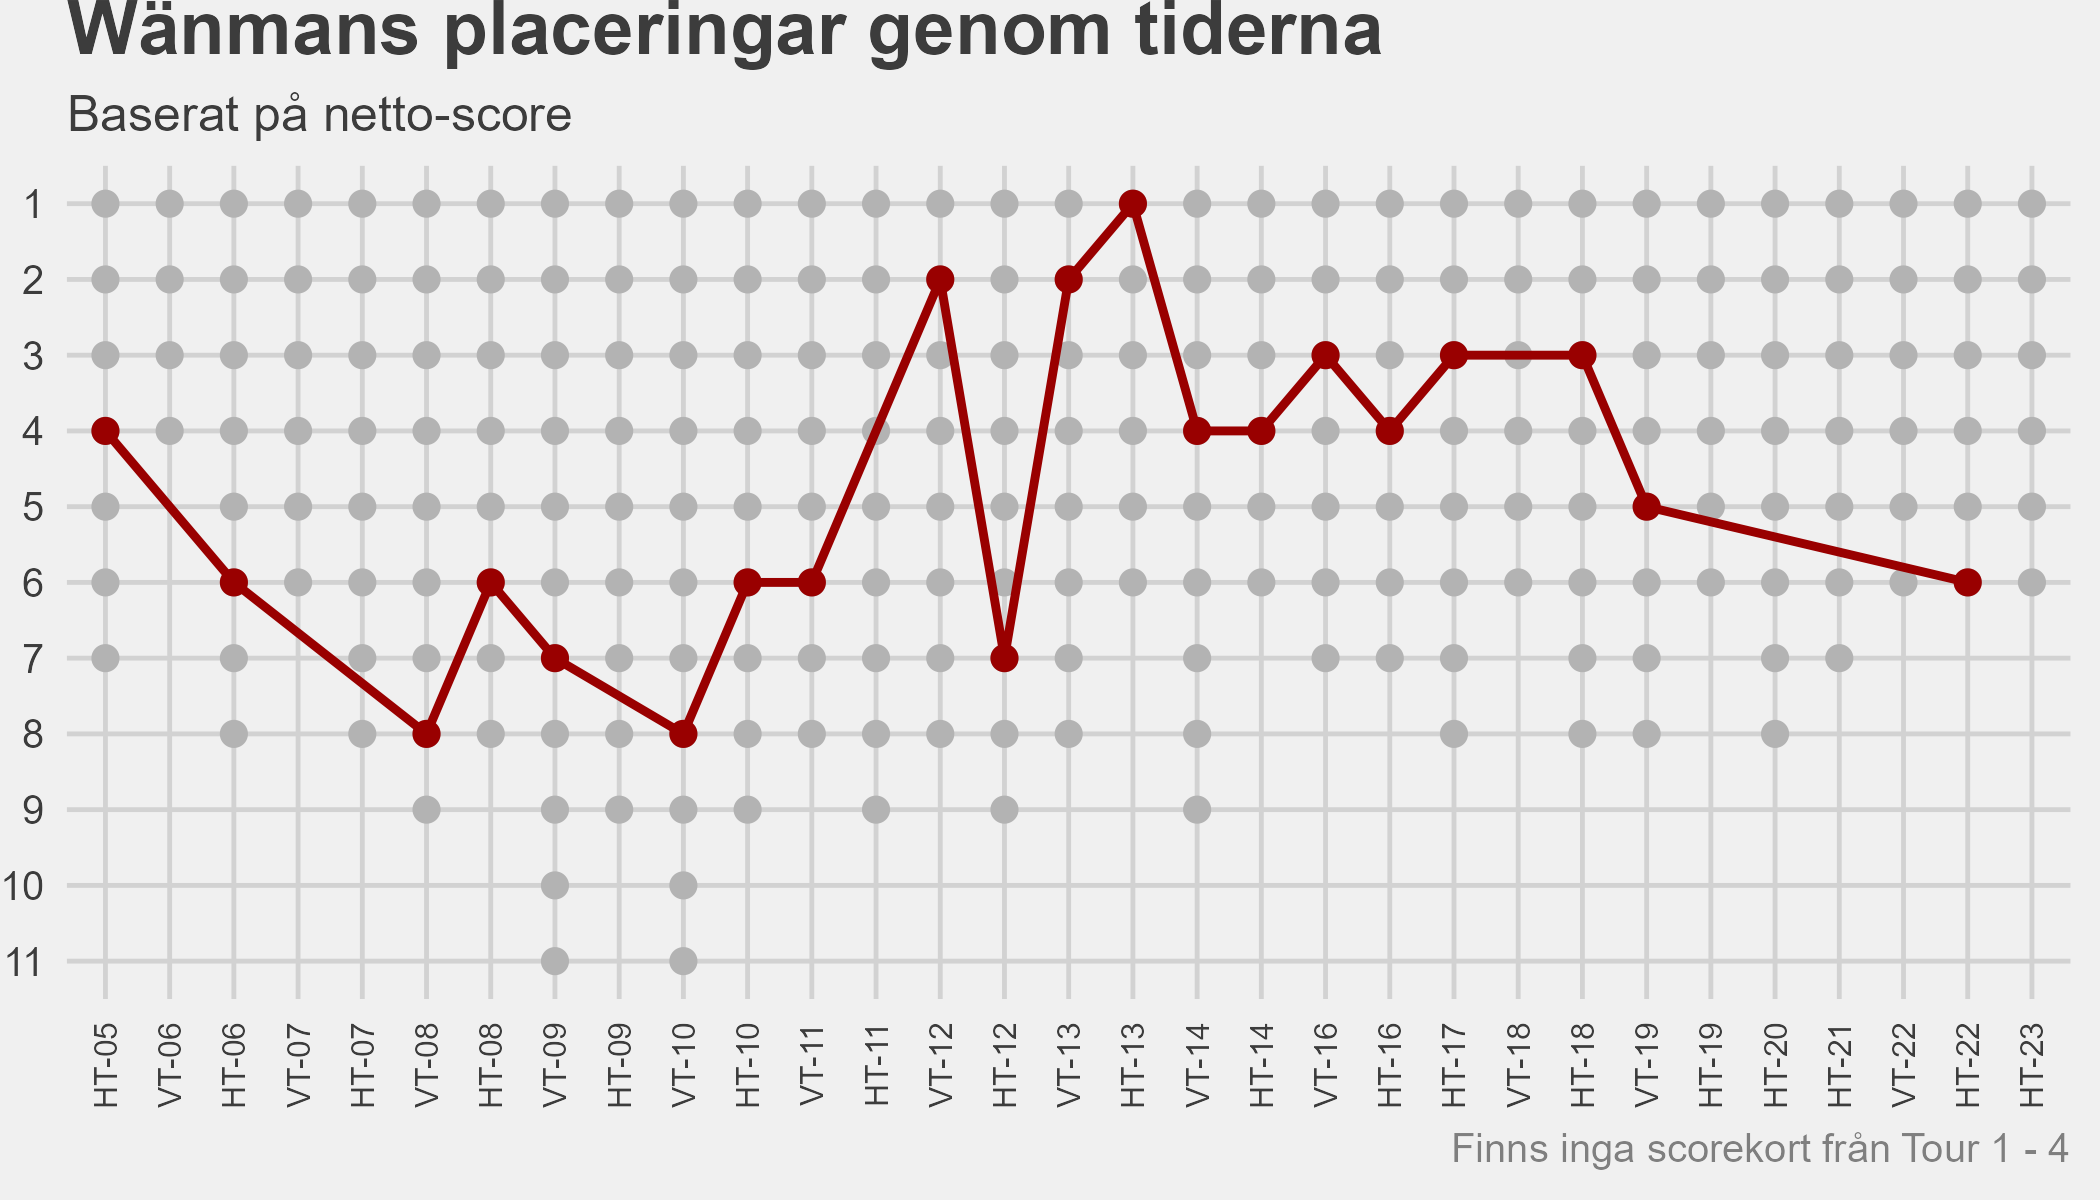 Wänmans placeringar genom tiderna
Baserat på netto-score
1
2
3
4
5
6
7
8
9
10
11
HT-05
VT-06
HT-06
VT-07
HT-07
VT-08
HT-08
VT-09
HT-09
VT-10
HT-10
VT-11
HT-11
VT-12
HT-12
VT-13
HT-13
VT-14
HT-14
VT-16
HT-16
HT-17
VT-18
HT-18
VT-19
HT-19
HT-20
HT-21
VT-22
HT-22
HT-23
Finns inga scorekort från Tour 1 - 4